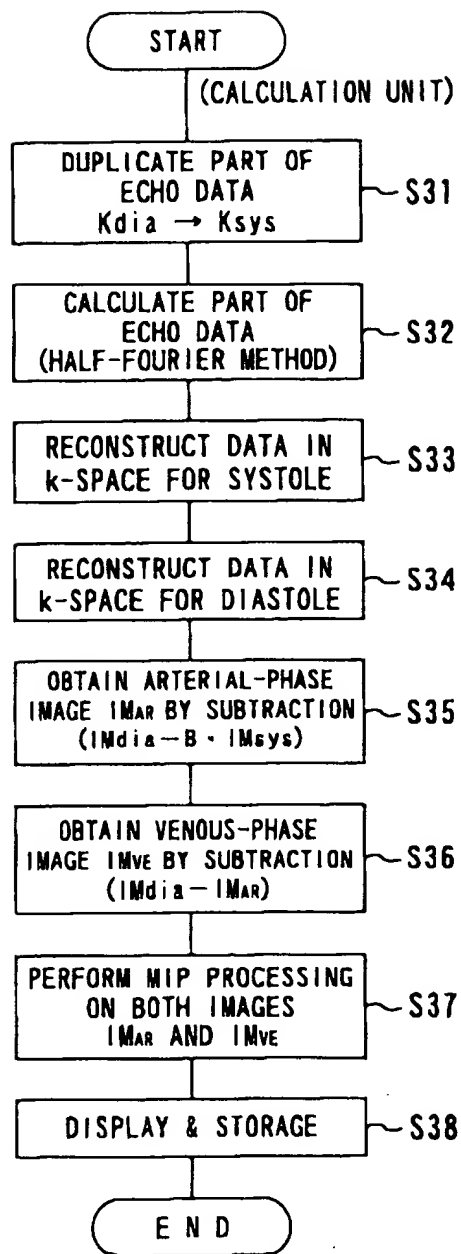 START
(CALCULATION UNIT)
DUPLICATE PART OF
ECHO DATA
Kdia → Ksys
S31
CALCULATE PART OF
ECHO DATA
(HALF-FOURIER METHOD)
S32
RECONSTRUCT DATA IN
k-SPACE FOR SYSTOLE
S33
RECONSTRUCT DATA IN
k-SPACE FOR DIASTOLE
S34
OBTAIN ARTERIAL-PHASE
IMAGE IMAR BY SUBTRACTION
(IMdia-B・IMsys)
S35
OBTAIN VENOUS-PHASE
IMAGE IMVE BY SUBTRACTION
(IMdia-IMAR)
S36
PERFORM MIP PROCESSING
ON BOTH IMAGES
IMAR AND IMVE
S37
DISPLAY & STORAGE
S38
END